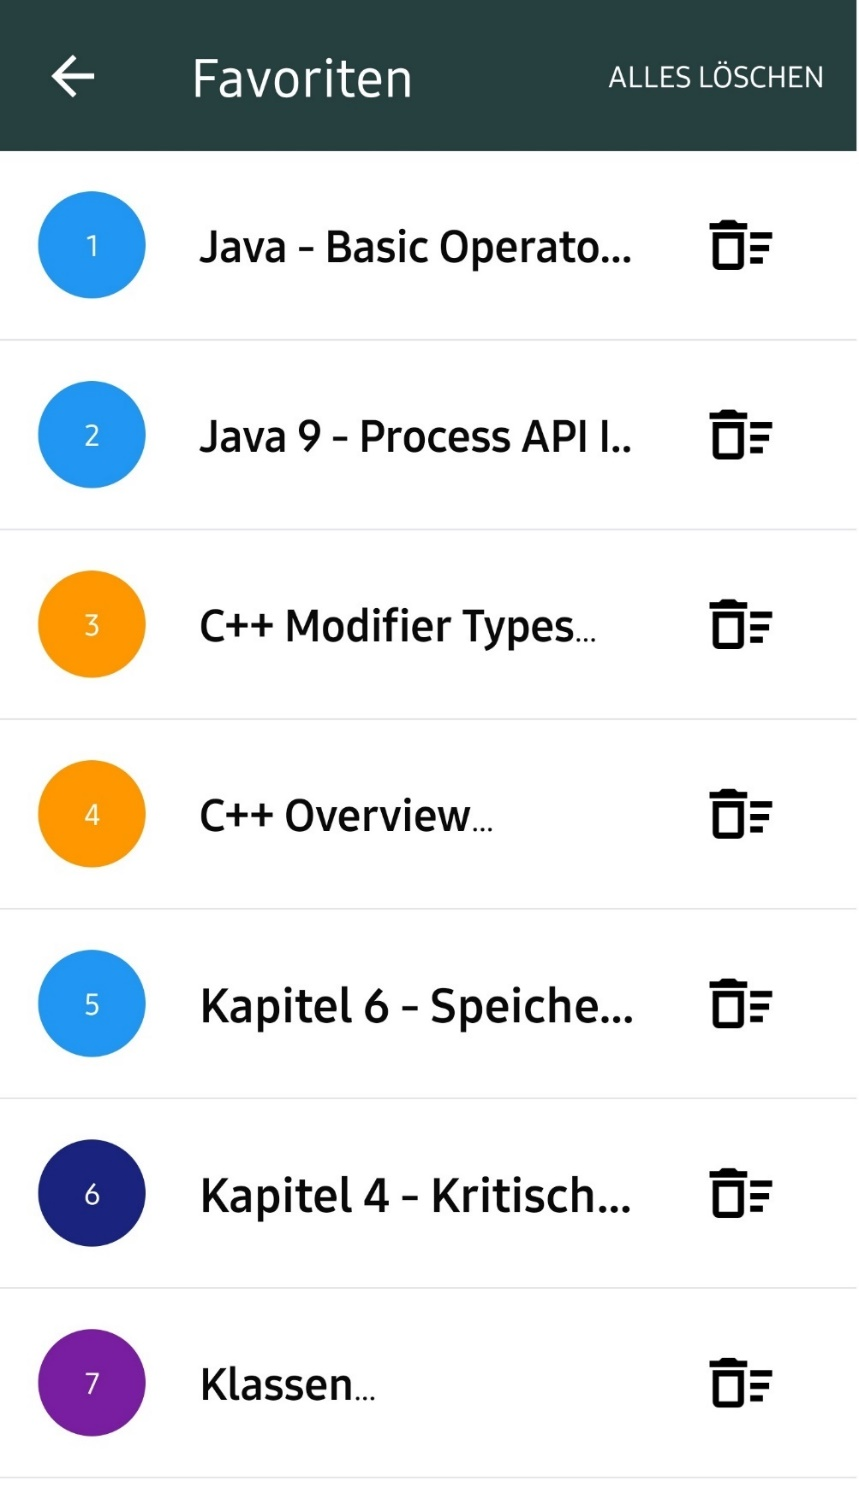 Favoriten
ALLES LÖSCHEN
1
Java - Basic Operato...
2
Java 9 - Process API I..
3
C++ Modifier Types...
4
C++ Overview...
5
Kapitel 6 - Speiche...
6
Kapitel 4 - Kritisch...
7
Klassen...